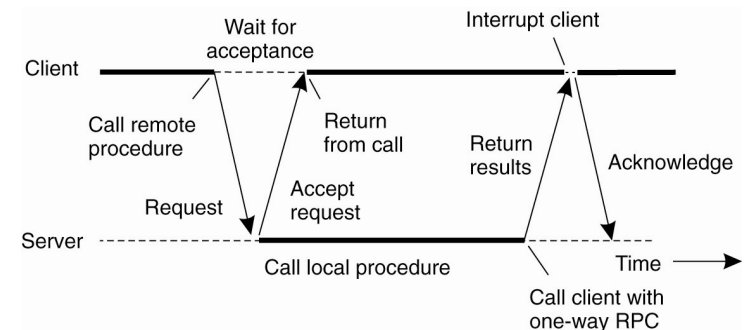 Interrupt client
Wait for
acceptance
Client
Call remote
procedure
Return
from call
Return
results
Acknowledge
Request
Accept
request
Server
Call local procedure
Time
Call client with
one-way RPC